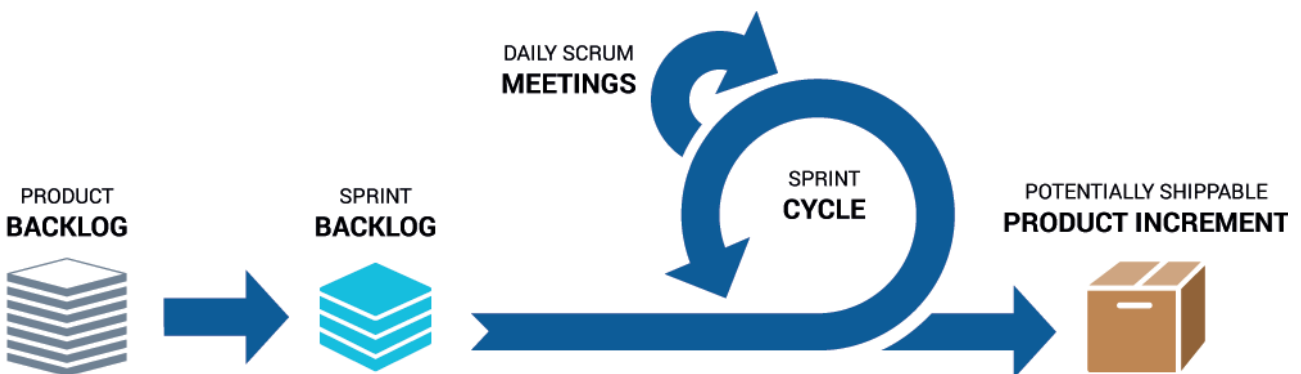 DAILY SCRUM
MEETINGS
PRODUCT
BACKLOG
SPRINT
BACKLOG
SPRINT
CYCLE
POTENTIALLY SHIPPABLE
PRODUCT INCREMENT